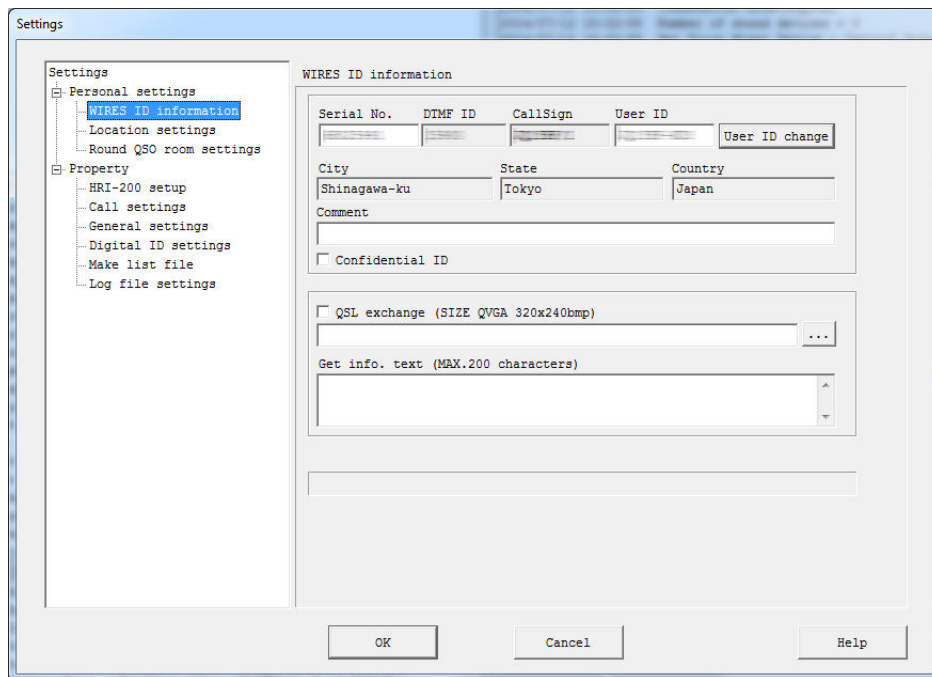 Settings
Settings
Personal settings
WIRES ID information
Location settings
Round QSO room settings
Property
HRI-200 setup
Call settings
General settings
Digital ID settings
Make list file
Log file settings
WIRES ID information
Serial No. DTMF ID CallSign User ID
User ID change
City State Country
Shinagawa-ku Tokyo Japan
Comment
Confidential ID
QSL exchange (SIZE QVGA 320x240bmp)
...
Get info. text (MAX.200 characters)
OK Cancel Help